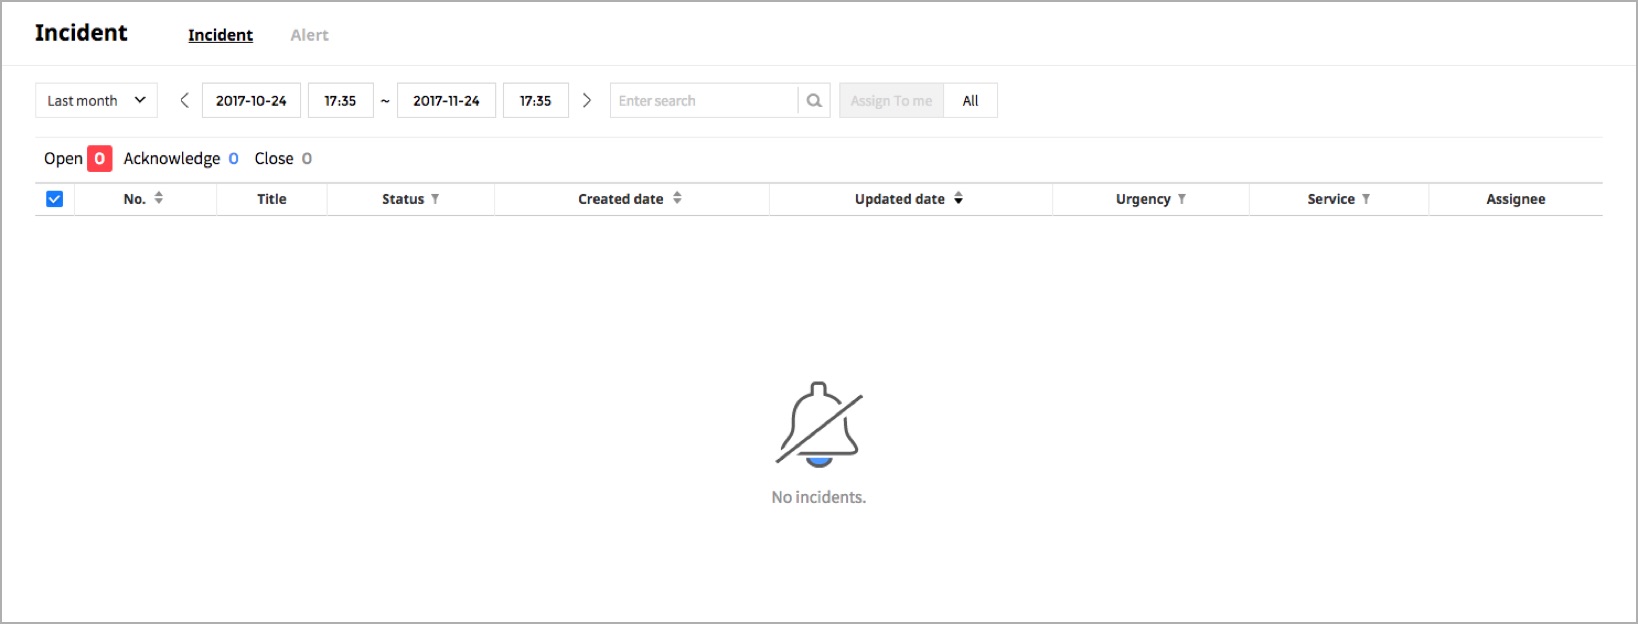 Incident Incident Alert
Last month 2017-10-24 17:35 ~ 2017-11-24 17:35 Enter search Assign To me All
Open 0 Acknowledge 0 Close 0
No. Title Status Created date Updated date Urgency Service Assignee
No incidents.